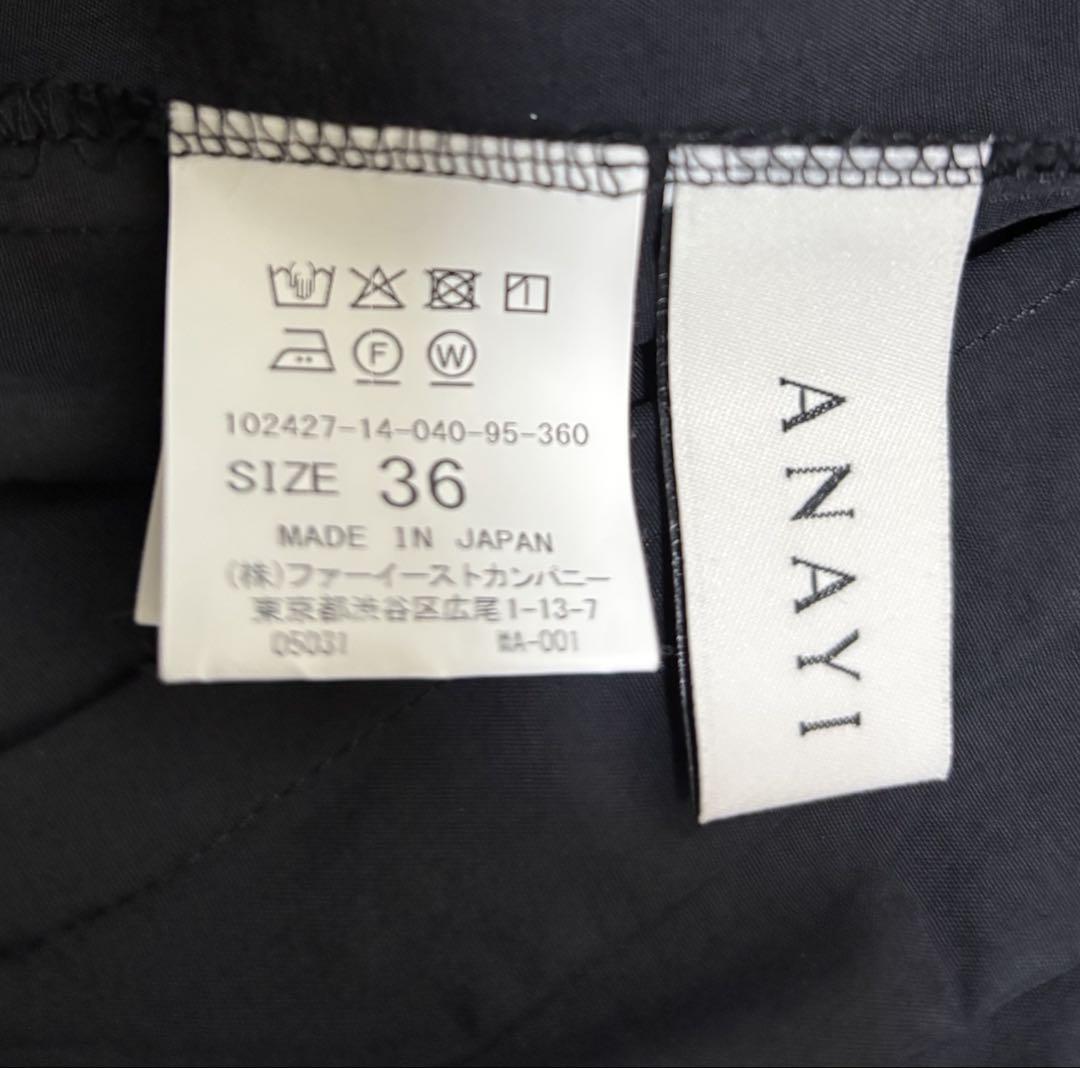 F W
102427-14-040-95-360
SIZE 36
MADE IN JAPAN
(株)ファーイーストカンパニー
東京都渋谷区広尾1-13-7
05031 MA-001
ANAYI